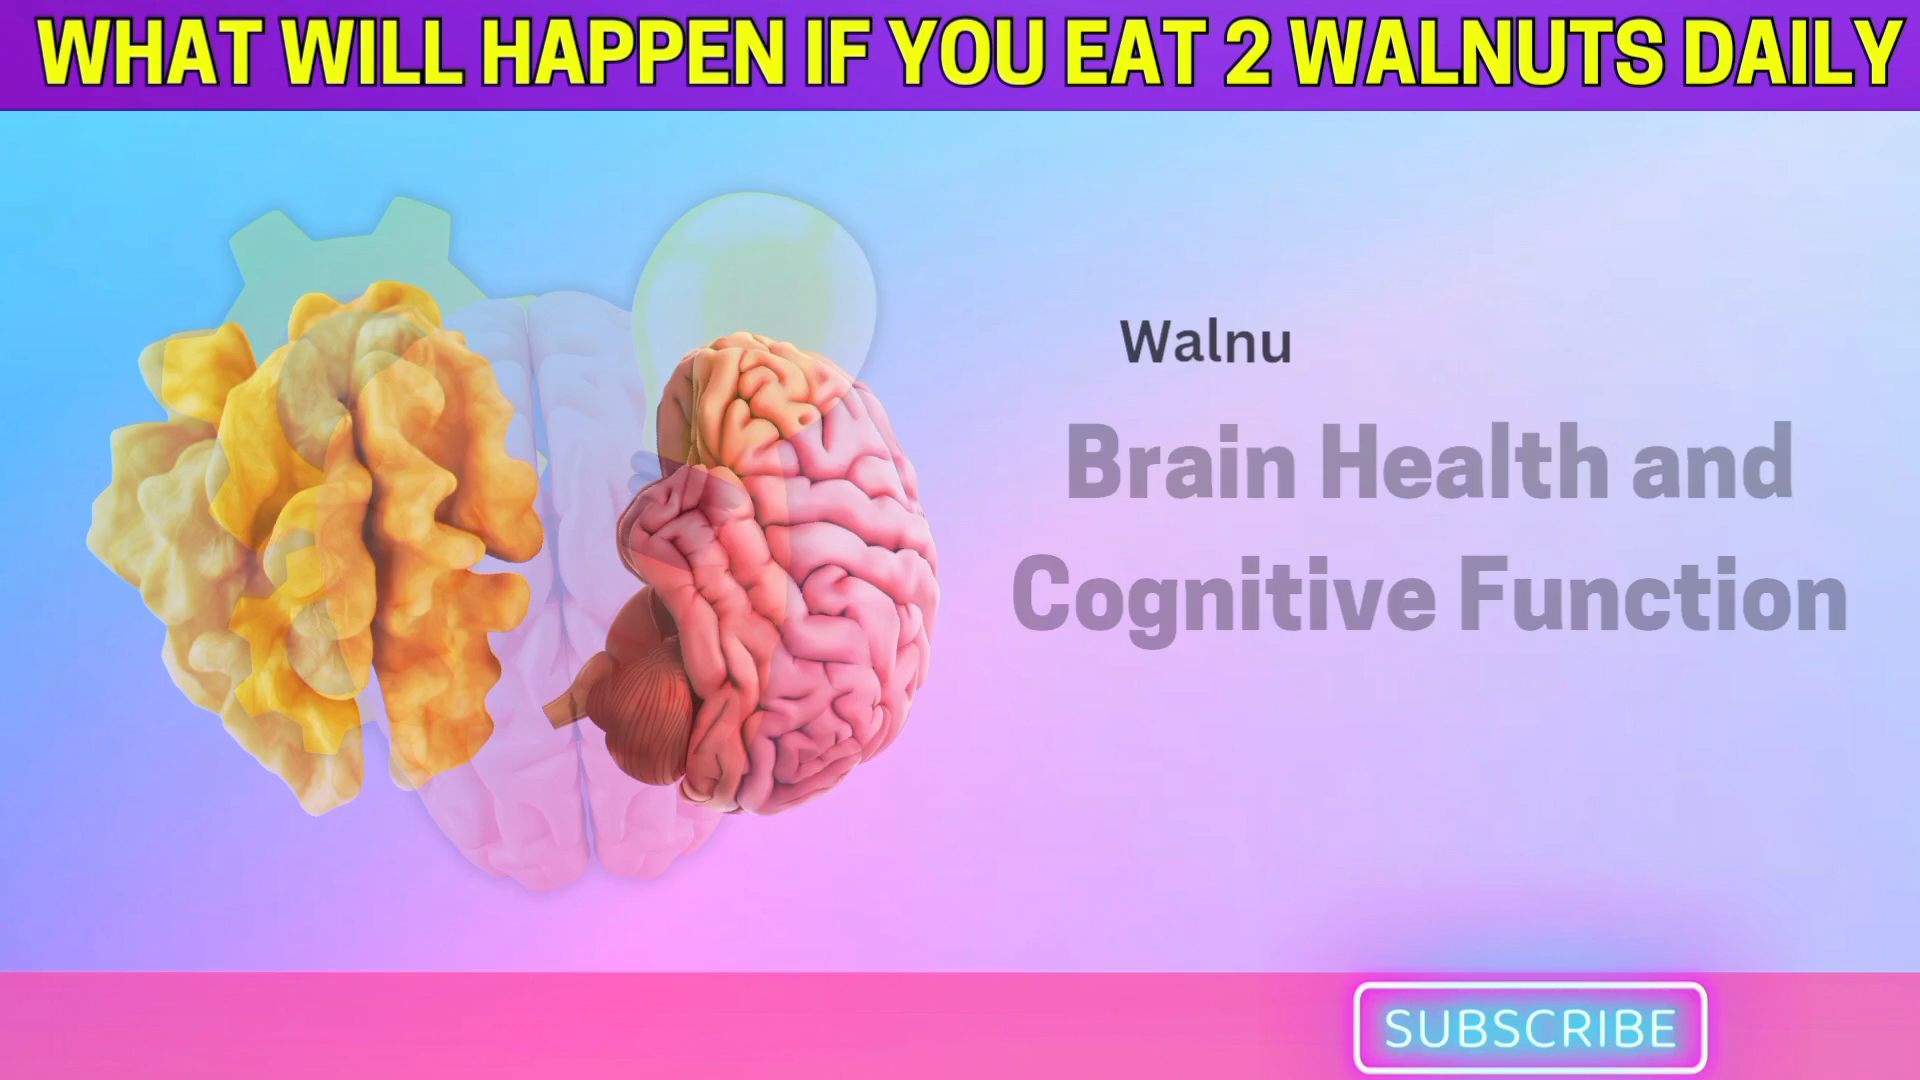 WHAT WILL HAPPEN IF YOU EAT 2 WALNUTS DAILY
Walnu
Brain Health and
Cognitive Function
SUBSCRIBE